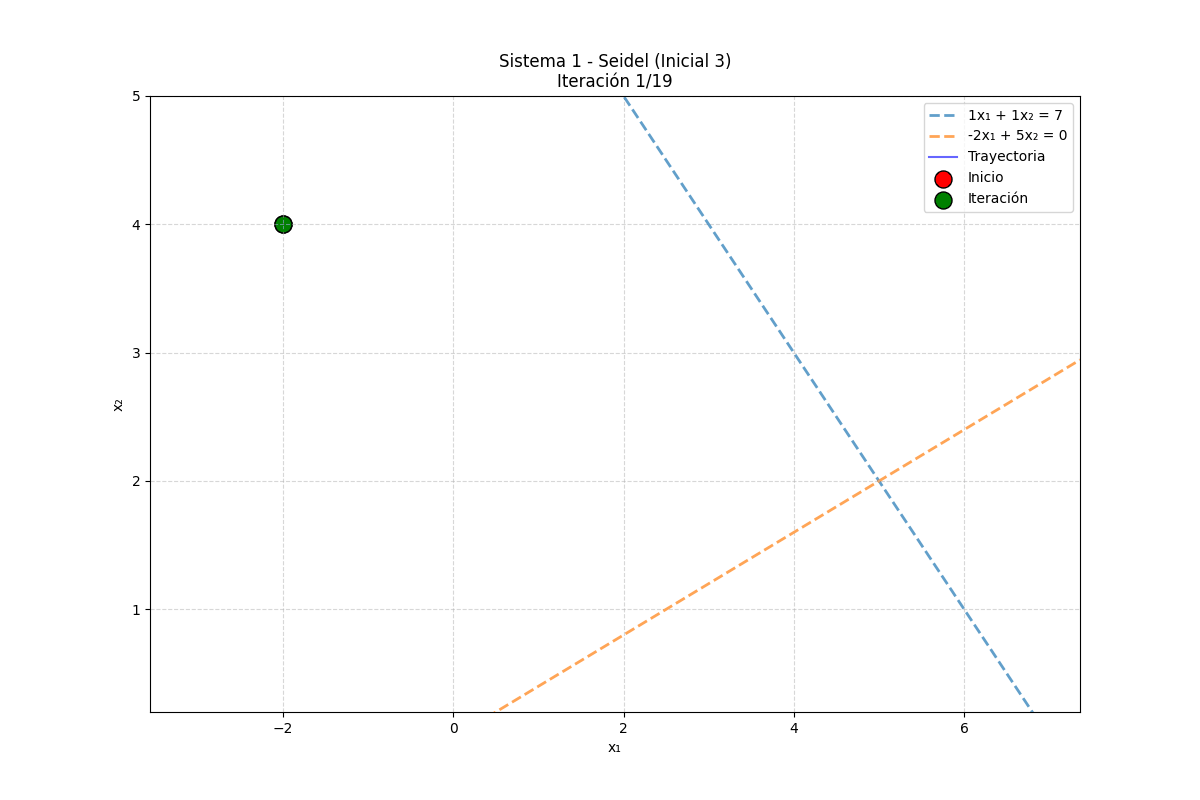 Sistema 1 - Seidel (Inicial 3)
Iteración 1/19
5
4
3
2
1
x₂
−2
0
2
4
6
x₁
1x₁ + 1x₂ = 7
-2x₁ + 5x₂ = 0
Trayectoria
Inicio
Iteración